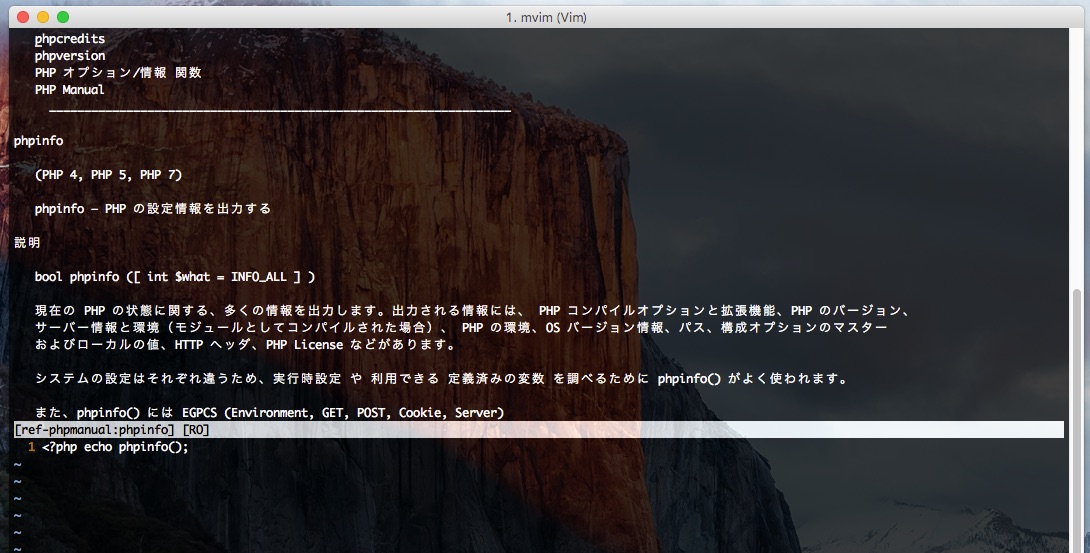 1. mvim (Vim)
phpcredits
phpversion
PHP オプション/情報 関数
PHP Manual
phpinfo
(PHP 4, PHP 5, PHP 7)
phpinfo — PHP の設定情報を出力する
説明
bool phpinfo ([ int $what = INFO_ALL ] )
現在の PHP の状態に関する、多くの情報を出力します。出力される情報には、 PHP コンパイルオプションと拡張機能、PHP のバージョン、
サーバー情報と環境（モジュールとしてコンパイルされた場合）、 PHP の環境、OS バージョン情報、パス、構成オプションのマスター
およびローカルの値、HTTP ヘッダ、PHP License などがあります。
システムの設定はそれぞれ違うため、実行時設定 や 利用できる 定義済みの変数 を調べるために phpinfo() がよく使われます。
また、phpinfo() には EGPCS (Environment, GET, POST, Cookie, Server)
[ref-phpmanual:phpinfo] [RO]
1 <?php echo phpinfo();
~
~
~
~
~
~